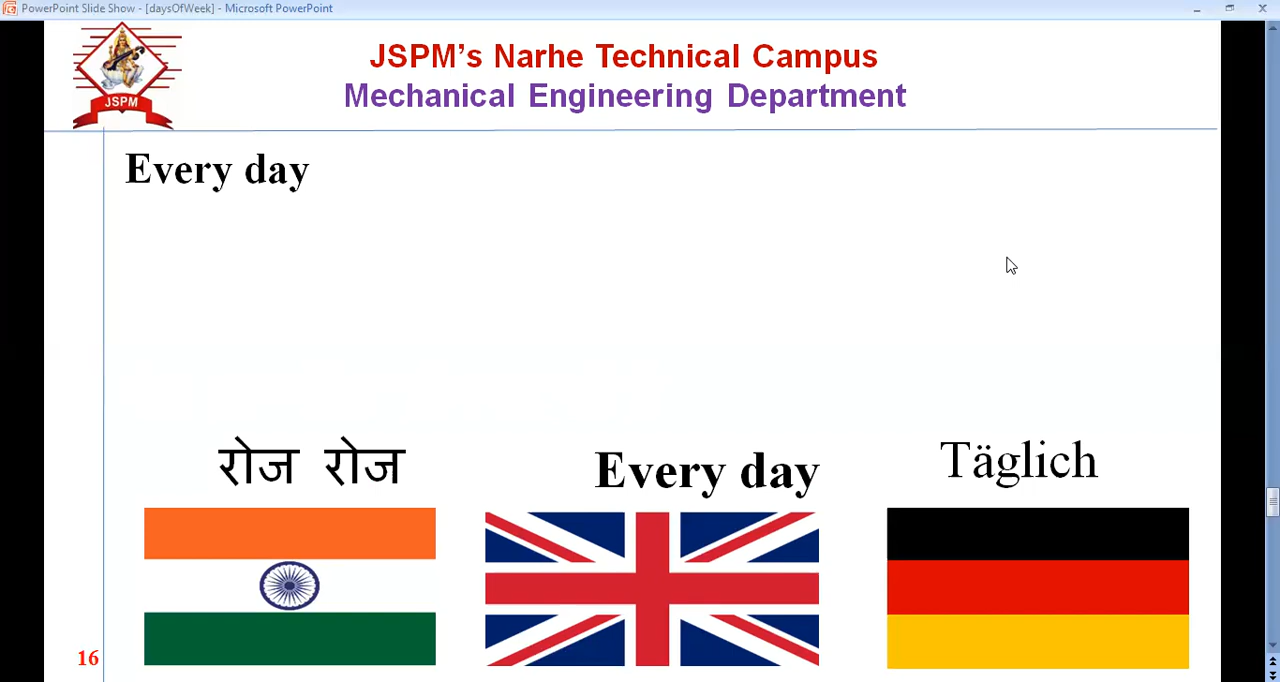 PowerPoint Slide Show - [daysOfWeek] - Microsoft PowerPoint
JSPM
JSPM’s Narhe Technical Campus
Mechanical Engineering Department
Every day
रोज रोज
Every day
Täglich
16